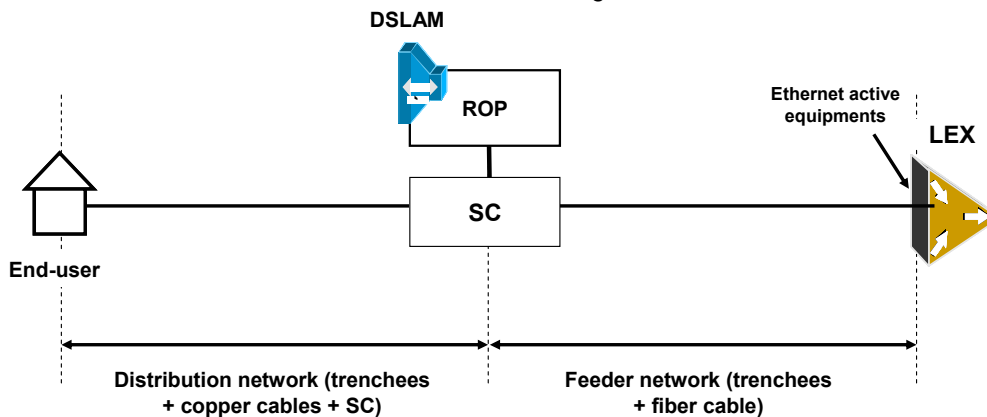 DSLAM
ROP
Ethernet active
equipments
LEX
SC
End-user
Distribution network (trenchees
+ copper cables + SC)
Feeder network (trenchees
+ fiber cable)